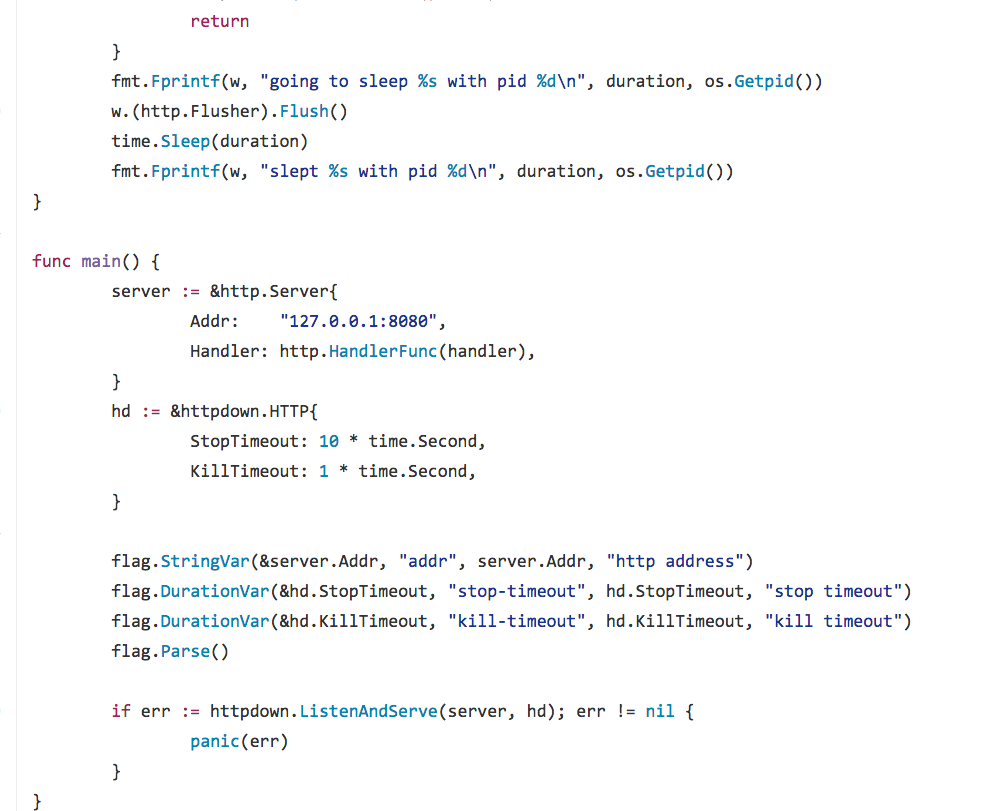 return
        }
        fmt.Fprintf(w, "going to sleep %s with pid %d\n", duration, os.Getpid())
        w.(http.Flusher).Flush()
        time.Sleep(duration)
        fmt.Fprintf(w, "slept %s with pid %d\n", duration, os.Getpid())
}

func main() {
        server := &http.Server{
                Addr:    "127.0.0.1:8080",
                Handler: http.HandlerFunc(handler),
        }
        hd := &httpdown.HTTP{
                StopTimeout: 10 * time.Second,
                KillTimeout: 1 * time.Second,
        }

        flag.StringVar(&server.Addr, "addr", server.Addr, "http address")
        flag.DurationVar(&hd.StopTimeout, "stop-timeout", hd.StopTimeout, "stop timeout")
        flag.DurationVar(&hd.KillTimeout, "kill-timeout", hd.KillTimeout, "kill timeout")
        flag.Parse()

        if err := httpdown.ListenAndServe(server, hd); err != nil {
                panic(err)
        }
}